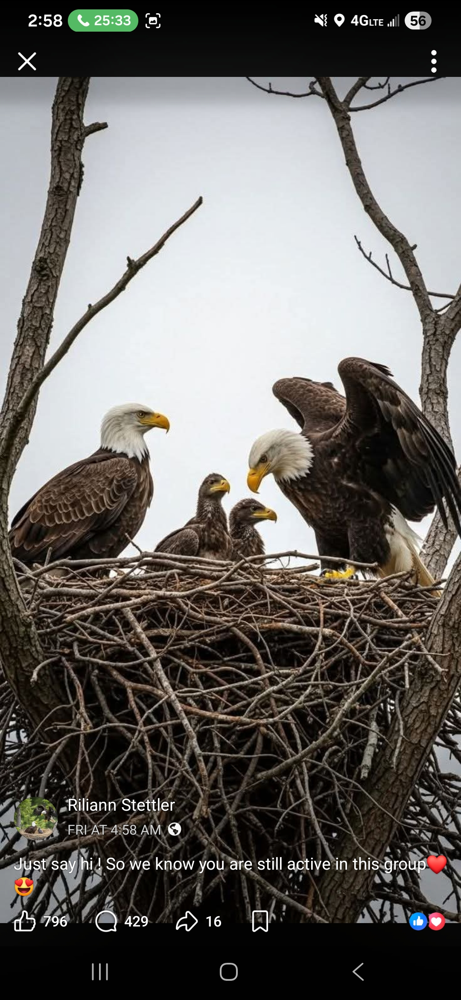 2:58 25:33 4G LTE 56
Riliann Stettler
FRI AT 4:58 AM
Just say hi ! So we know you are still active in this group❤️
😍
796 429 16